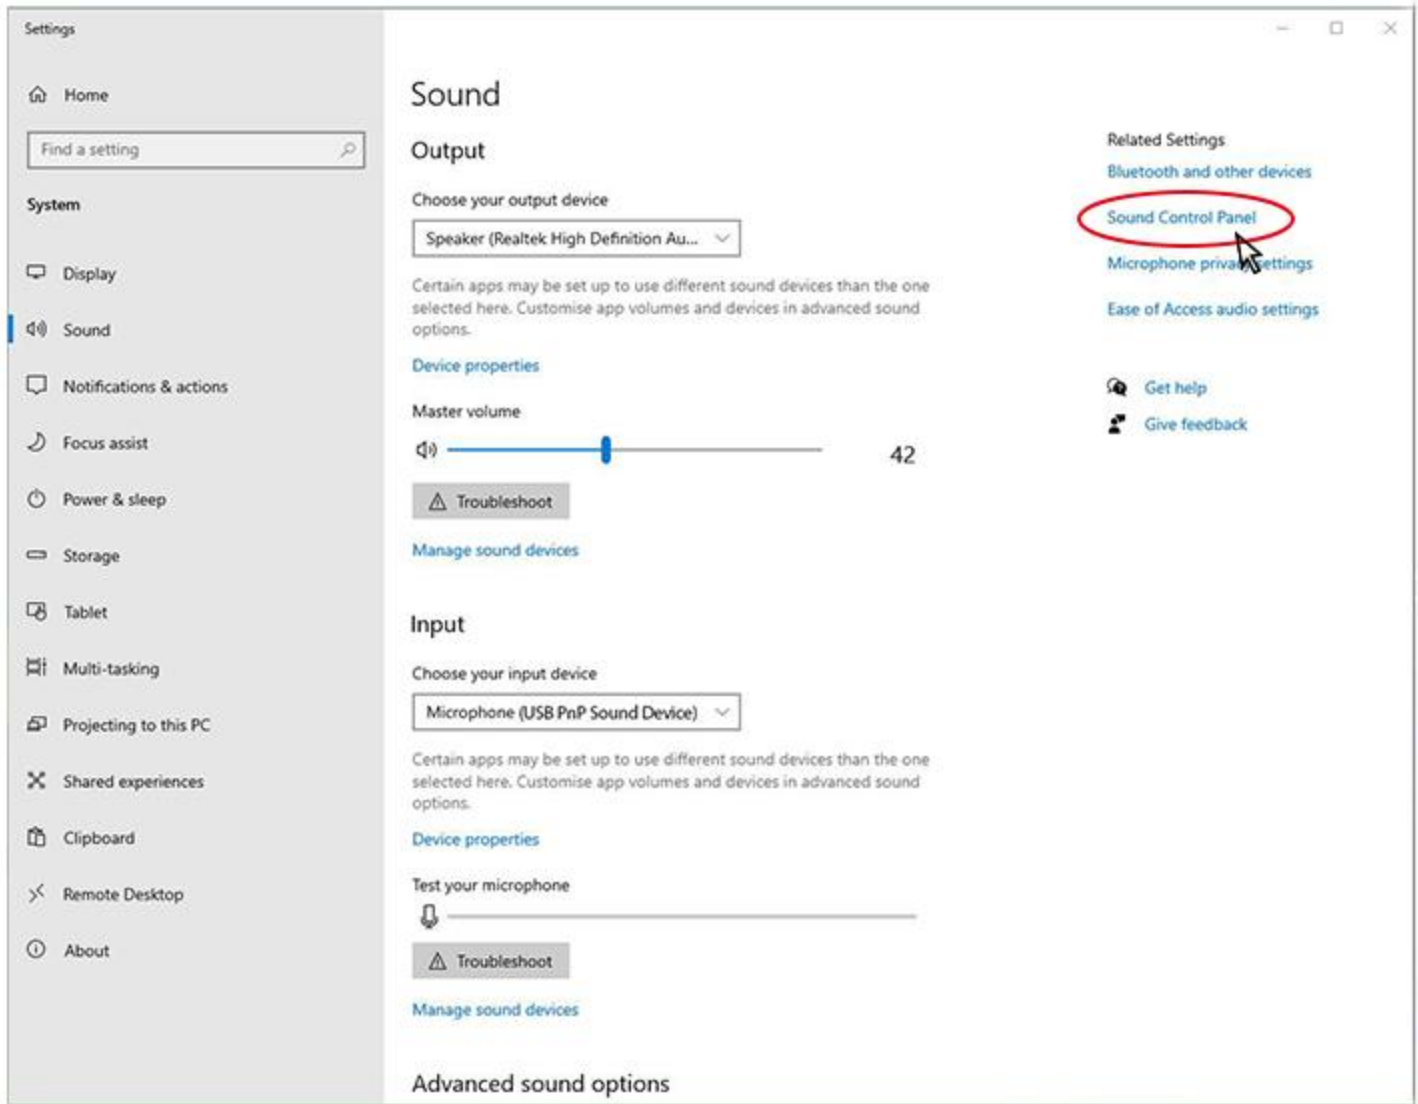 Settings
Home
Find a setting
System
Display
Sound
Notifications & actions
Focus assist
Power & sleep
Storage
Tablet
Multi-tasking
Projecting to this PC
Shared experiences
Clipboard
Remote Desktop
About
Sound
Output
Choose your output device
Speaker (Realtek High Definition Au...
Certain apps may be set up to use different sound devices than the one
selected here. Customise app volumes and devices in advanced sound
options.
Device properties
Master volume
42
Troubleshoot
Manage sound devices
Input
Choose your input device
Microphone (USB PnP Sound Device)
Certain apps may be set up to use different sound devices than the one
selected here. Customise app volumes and devices in advanced sound
options.
Device properties
Test your microphone
Troubleshoot
Manage sound devices
Advanced sound options
Related Settings
Bluetooth and other devices
Sound Control Panel
Microphone privacy settings
Ease of Access audio settings
Get help
Give feedback